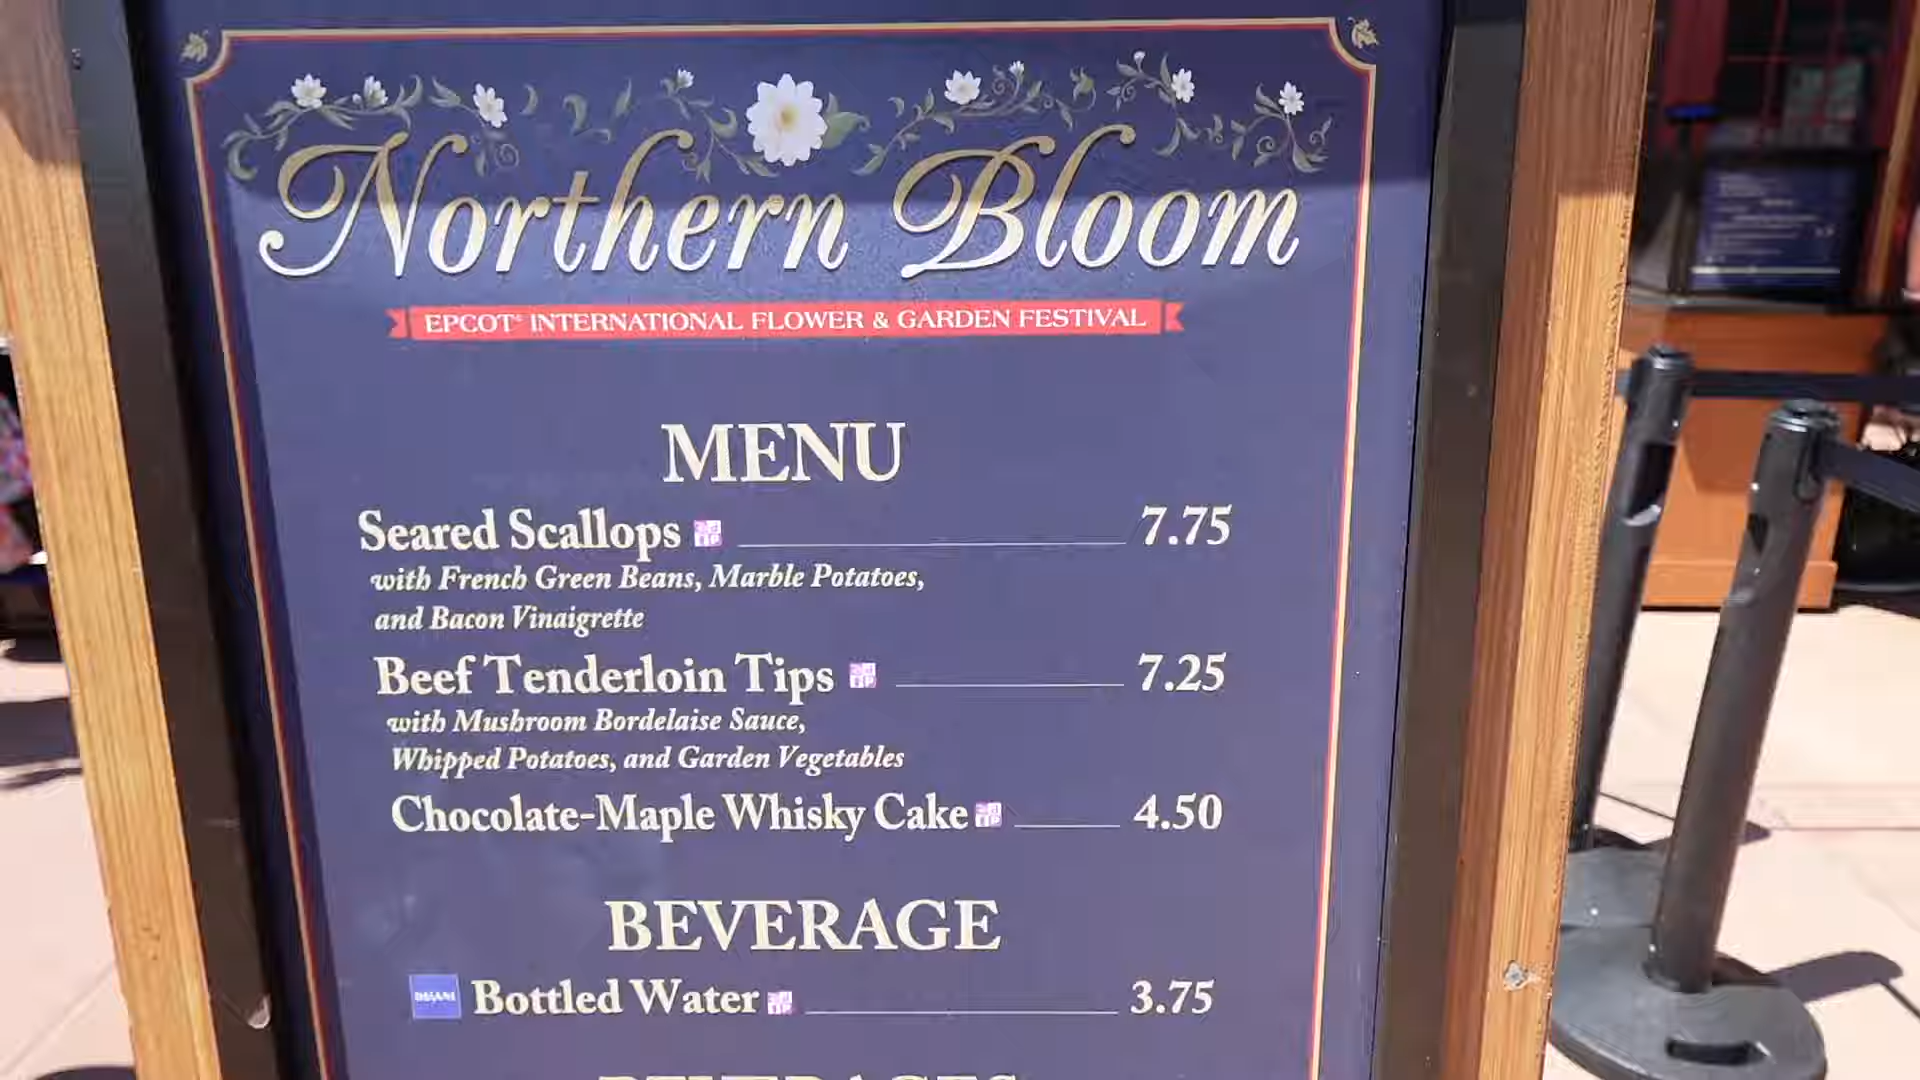 Northern Bloom
EPCOT® INTERNATIONAL FLOWER & GARDEN FESTIVAL
MENU
Seared Scallops 7.75
with French Green Beans, Marble Potatoes,
and Bacon Vinaigrette
Beef Tenderloin Tips 7.25
with Mushroom Bordelaise Sauce,
Whipped Potatoes, and Garden Vegetables
Chocolate-Maple Whisky Cake 4.50
BEVERAGE
DASANI Bottled Water 3.75
BEVERAGES